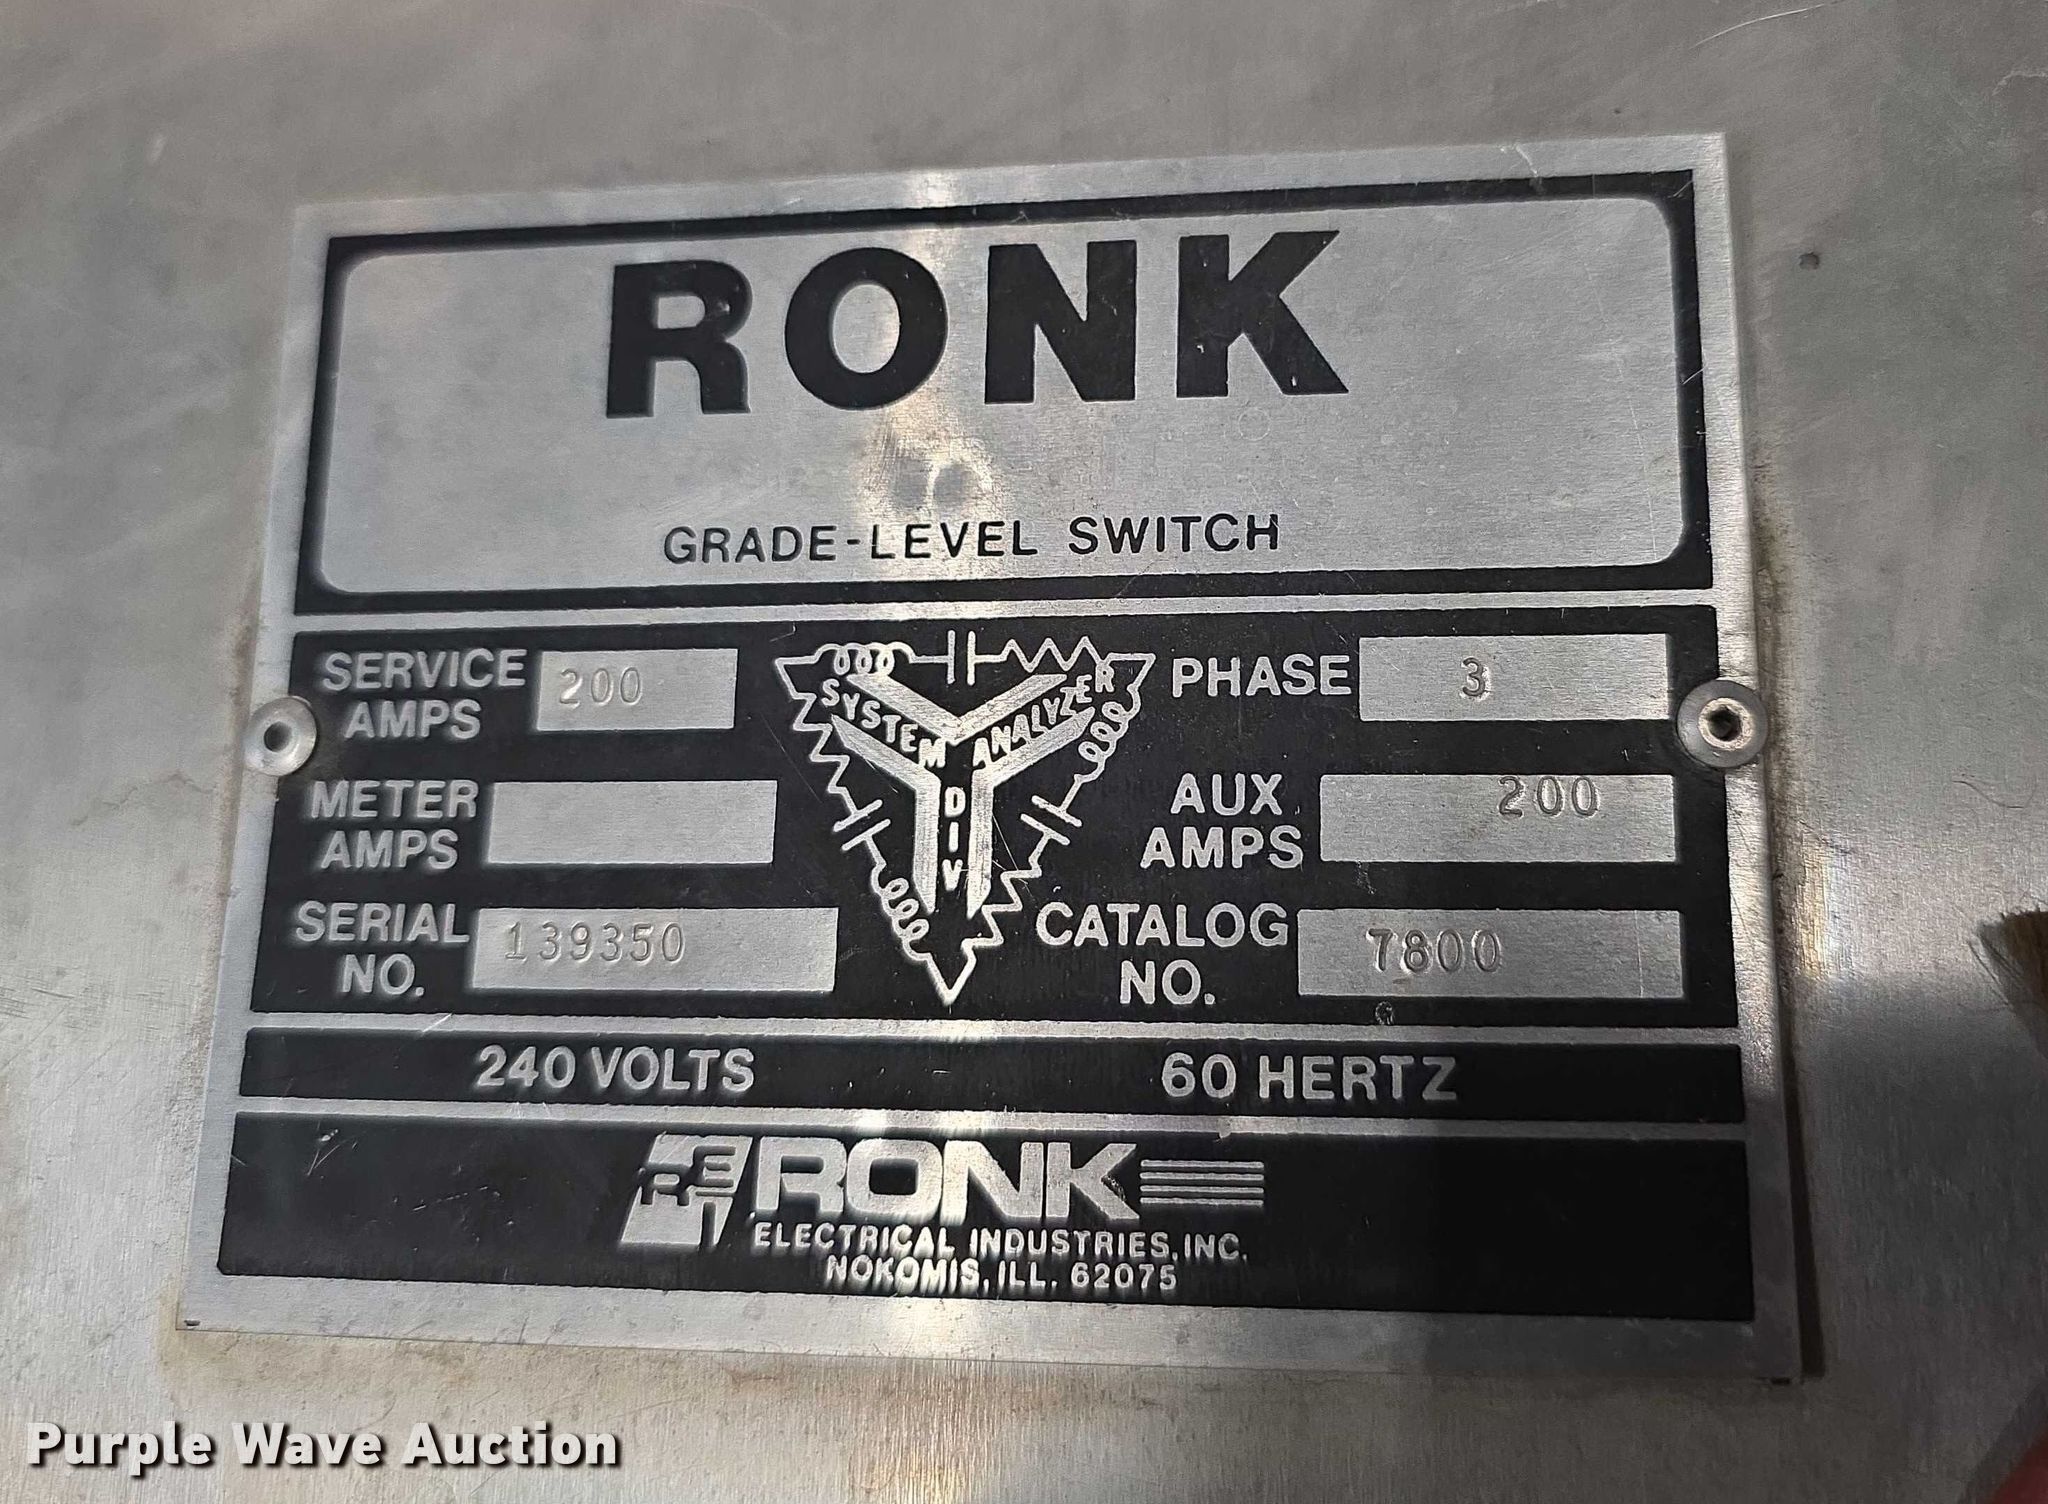 RONK
GRADE-LEVEL SWITCH
SERVICE AMPS 200
PHASE 3
SYSTEM ANALYZER DIV
METER AMPS
AUX AMPS 200
SERIAL NO. 139350
CATALOG NO. 7800
240 VOLTS 60 HERTZ
REI RONK
ELECTRICAL INDUSTRIES, INC.
NOKOMIS, ILL. 62075
Purple Wave Auction